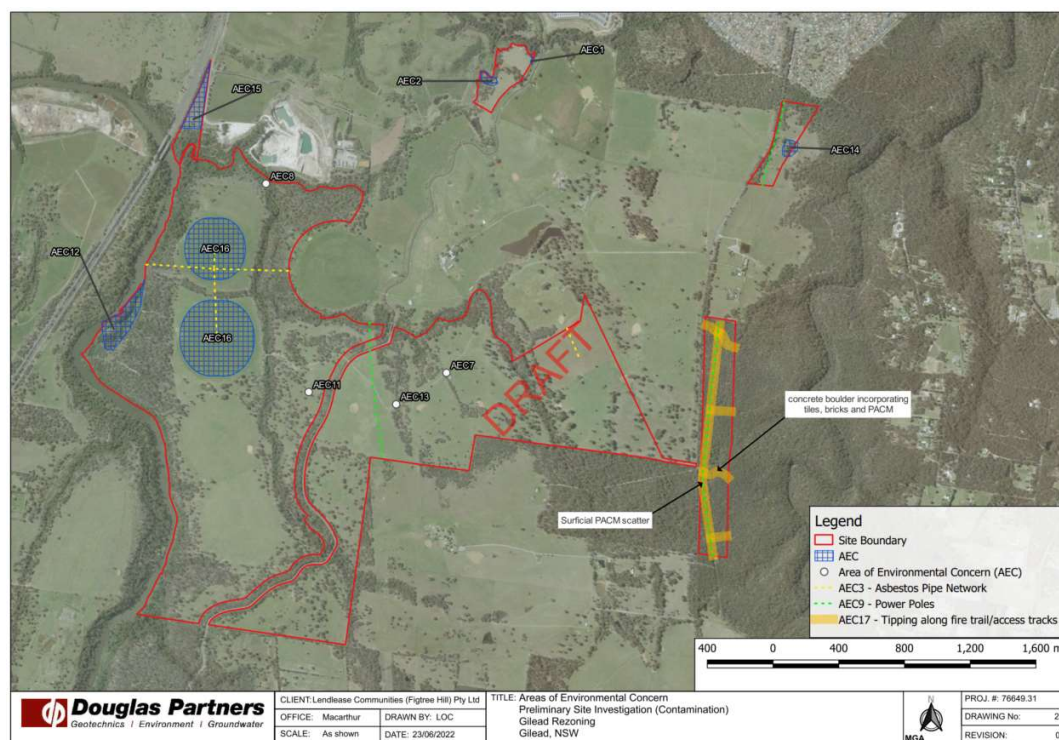 AEC1
AEC2
AEC15
AEC14
AEC8
AEC16
AEC12
AEC16
AEC7
AEC11
AEC13
DRAFT
concrete boulder incorporating
tiles, bricks and PACM
Surficial PACM scatter
Legend
Site Boundary
AEC
Area of Environmental Concern (AEC)
AEC3 - Asbestos Pipe Network
AEC9 - Power Poles
AEC17 - Tipping along fire trail/access tracks
400 0 400 800 1,200 1,600 m
Douglas Partners
Geotechnics | Environment | Groundwater
CLIENT: Lendlease Communities (Figtree Hill) Pty Ltd
OFFICE: Macarthur
DRAWN BY: LOC
SCALE: As shown
DATE: 23/06/2022
TITLE: Areas of Environmental Concern
Preliminary Site Investigation (Contamination)
Gilead Rezoning
Gilead, NSW
N
MGA
PROJ. #: 76649.31
DRAWING No: 2
REVISION: 0